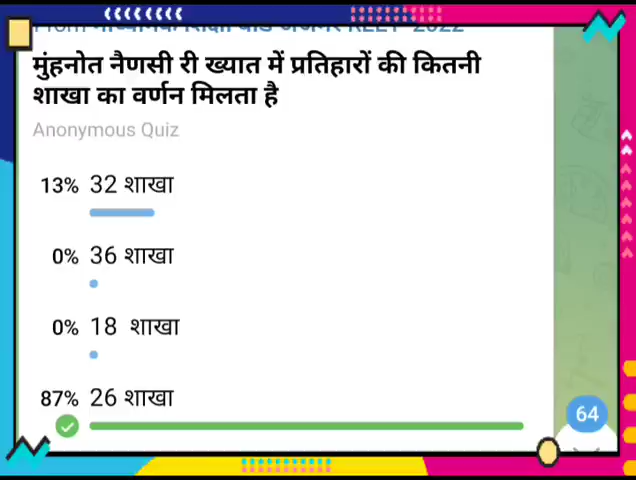 मुंहनोत नैणसी री ख्यात में प्रतिहारों की कितनी
शाखा का वर्णन मिलता है
Anonymous Quiz
13% 32 शाखा
0% 36 शाखा
0% 18 शाखा
87% 26 शाखा
64